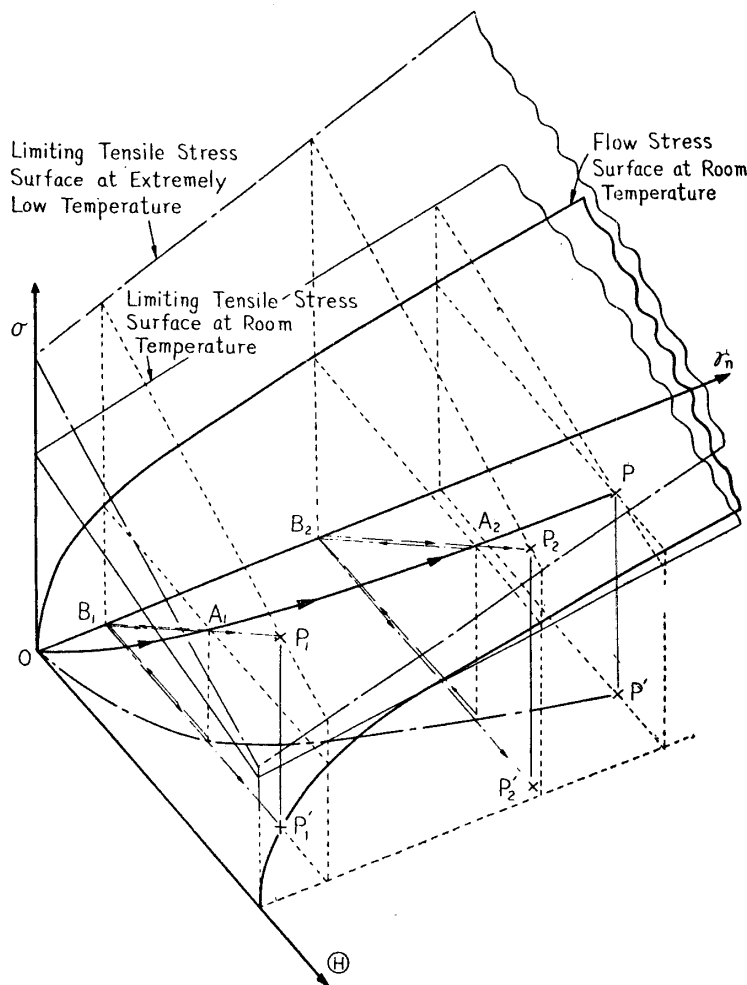 Limiting Tensile Stress
Surface at Extremely
Low Temperature
Flow Stress
Surface at Room
Temperature
Limiting Tensile Stress
Surface at Room
Temperature
σ
γₙ
P
B₂
A₂
P₂
B₁
A₁
P₁
O
P'
P₂'
P₁'
Ⓗ